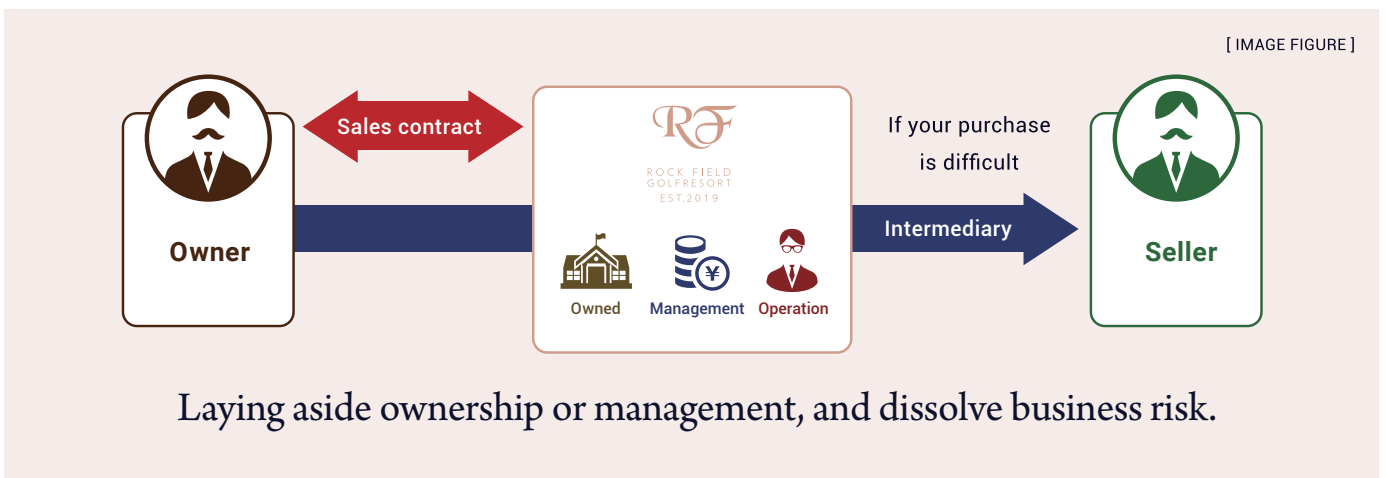 [ IMAGE FIGURE ]
Owner
Sales contract
RF
ROCK FIELD
GOLFRESORT
EST.2019
¥
Owned
Management
Operation
If your purchase
is difficult
Intermediary
Seller
Laying aside ownership or management, and dissolve business risk.